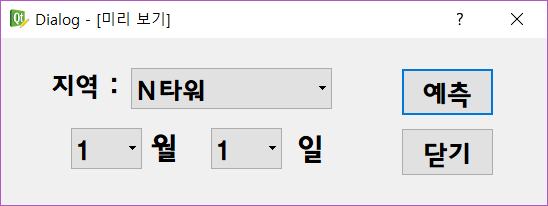 Dialog - [미리 보기]
지역 : N타워 예측
1 월 1 일 닫기